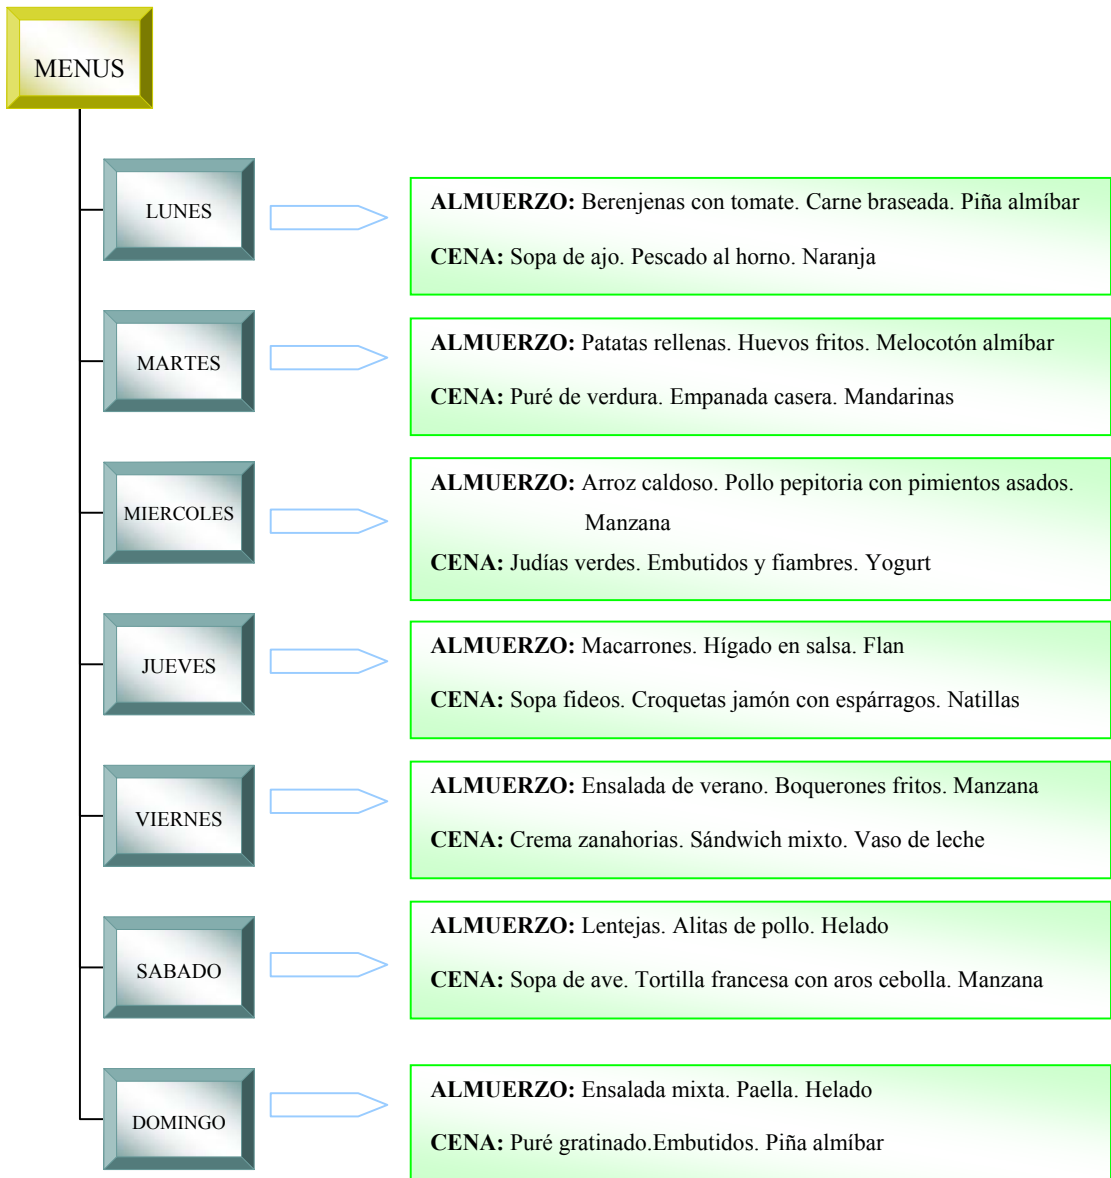 MENUS
LUNES
ALMUERZO: Berenjenas con tomate. Carne braseada. Piña almíbar
CENA: Sopa de ajo. Pescado al horno. Naranja
MARTES
ALMUERZO: Patatas rellenas. Huevos fritos. Melocotón almíbar
CENA: Puré de verdura. Empanada casera. Mandarinas
MIERCOLES
ALMUERZO: Arroz caldoso. Pollo pepitoria con pimientos asados.
Manzana
CENA: Judías verdes. Embutidos y fiambres. Yogurt
JUEVES
ALMUERZO: Macarrones. Hígado en salsa. Flan
CENA: Sopa fideos. Croquetas jamón con espárragos. Natillas
VIERNES
ALMUERZO: Ensalada de verano. Boquerones fritos. Manzana
CENA: Crema zanahorias. Sándwich mixto. Vaso de leche
SABADO
ALMUERZO: Lentejas. Alitas de pollo. Helado
CENA: Sopa de ave. Tortilla francesa con aros cebolla. Manzana
DOMINGO
ALMUERZO: Ensalada mixta. Paella. Helado
CENA: Puré gratinado.Embutidos. Piña almíbar